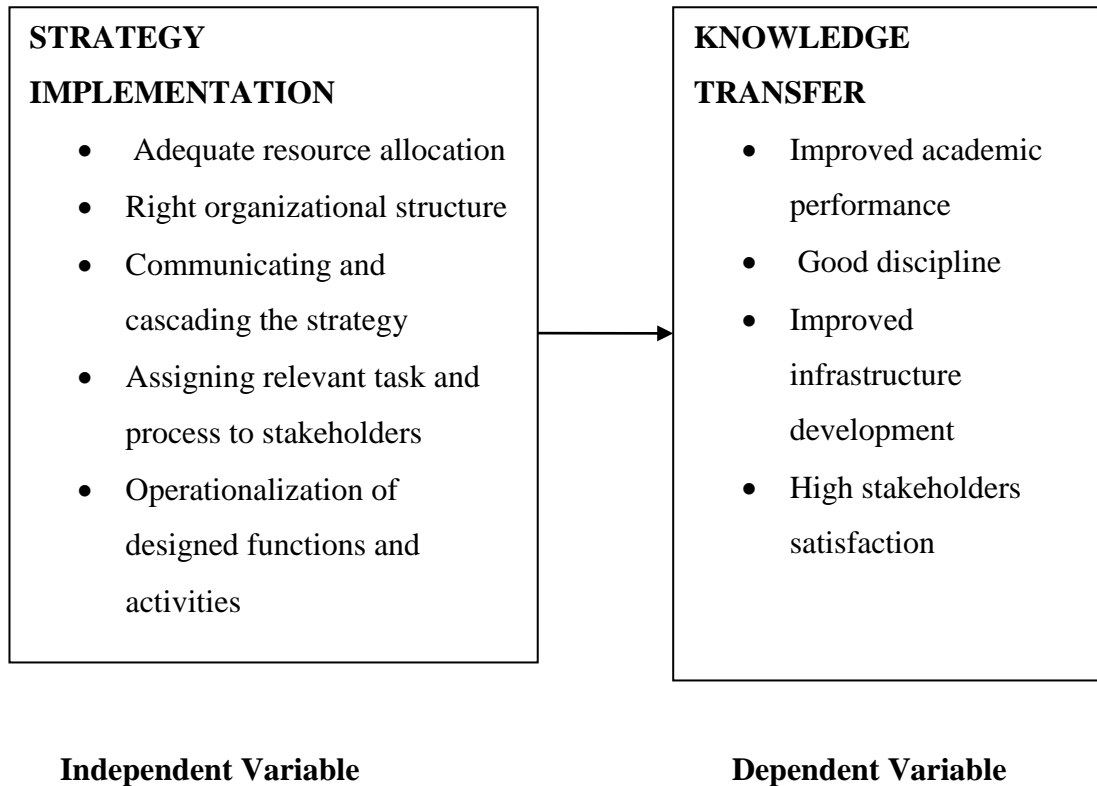 STRATEGY
IMPLEMENTATION
• Adequate resource allocation
• Right organizational structure
• Communicating and
cascading the strategy
• Assigning relevant task and
process to stakeholders
• Operationalization of
designed functions and
activities
KNOWLEDGE
TRANSFER
• Improved academic
performance
• Good discipline
• Improved
infrastructure
development
• High stakeholders
satisfaction
Independent Variable
Dependent Variable